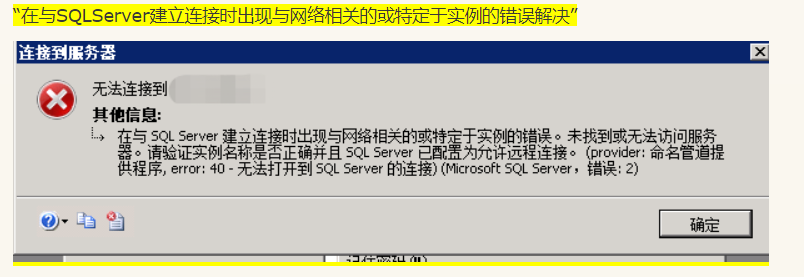 “在与SQLServer建立连接时出现与网络相关的或特定于实例的错误解决”
连接到服务器
无法连接到
其他信息:
在与 SQL Server 建立连接时出现与网络相关的或特定于实例的错误。未找到或无法访问服务
器。请验证实例名称是否正确并且 SQL Server 已配置为允许远程连接。 (provider: 命名管道提
供程序, error: 40 - 无法打开到 SQL Server 的连接) (Microsoft SQL Server，错误: 2)
确定